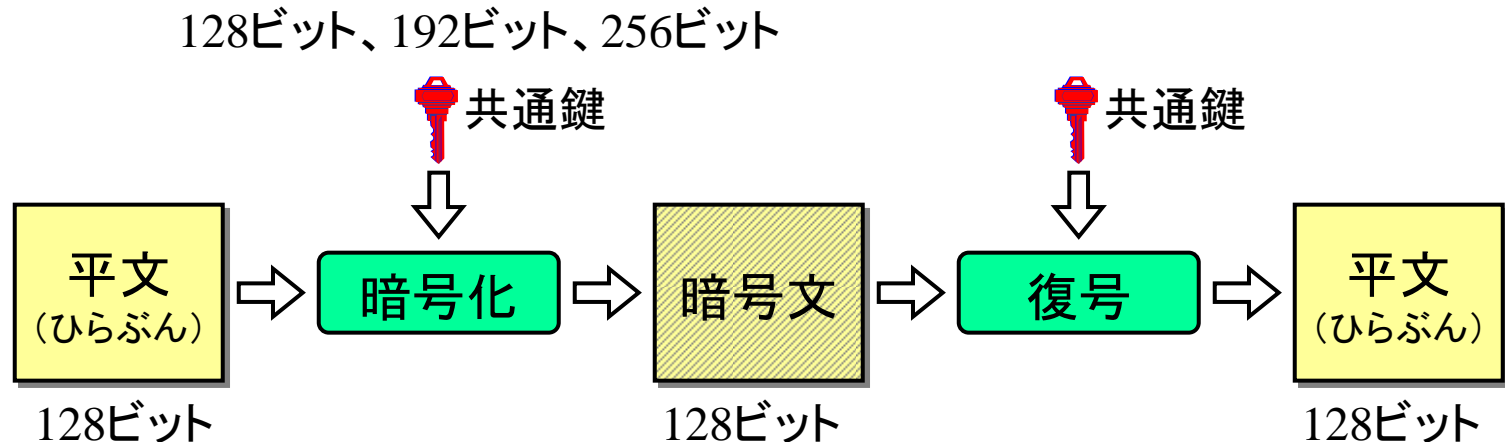 128ビット、192ビット、256ビット
共通鍵
共通鍵
平文
（ひらぶん）
暗号化
暗号文
復号
平文
（ひらぶん）
128ビット
128ビット
128ビット